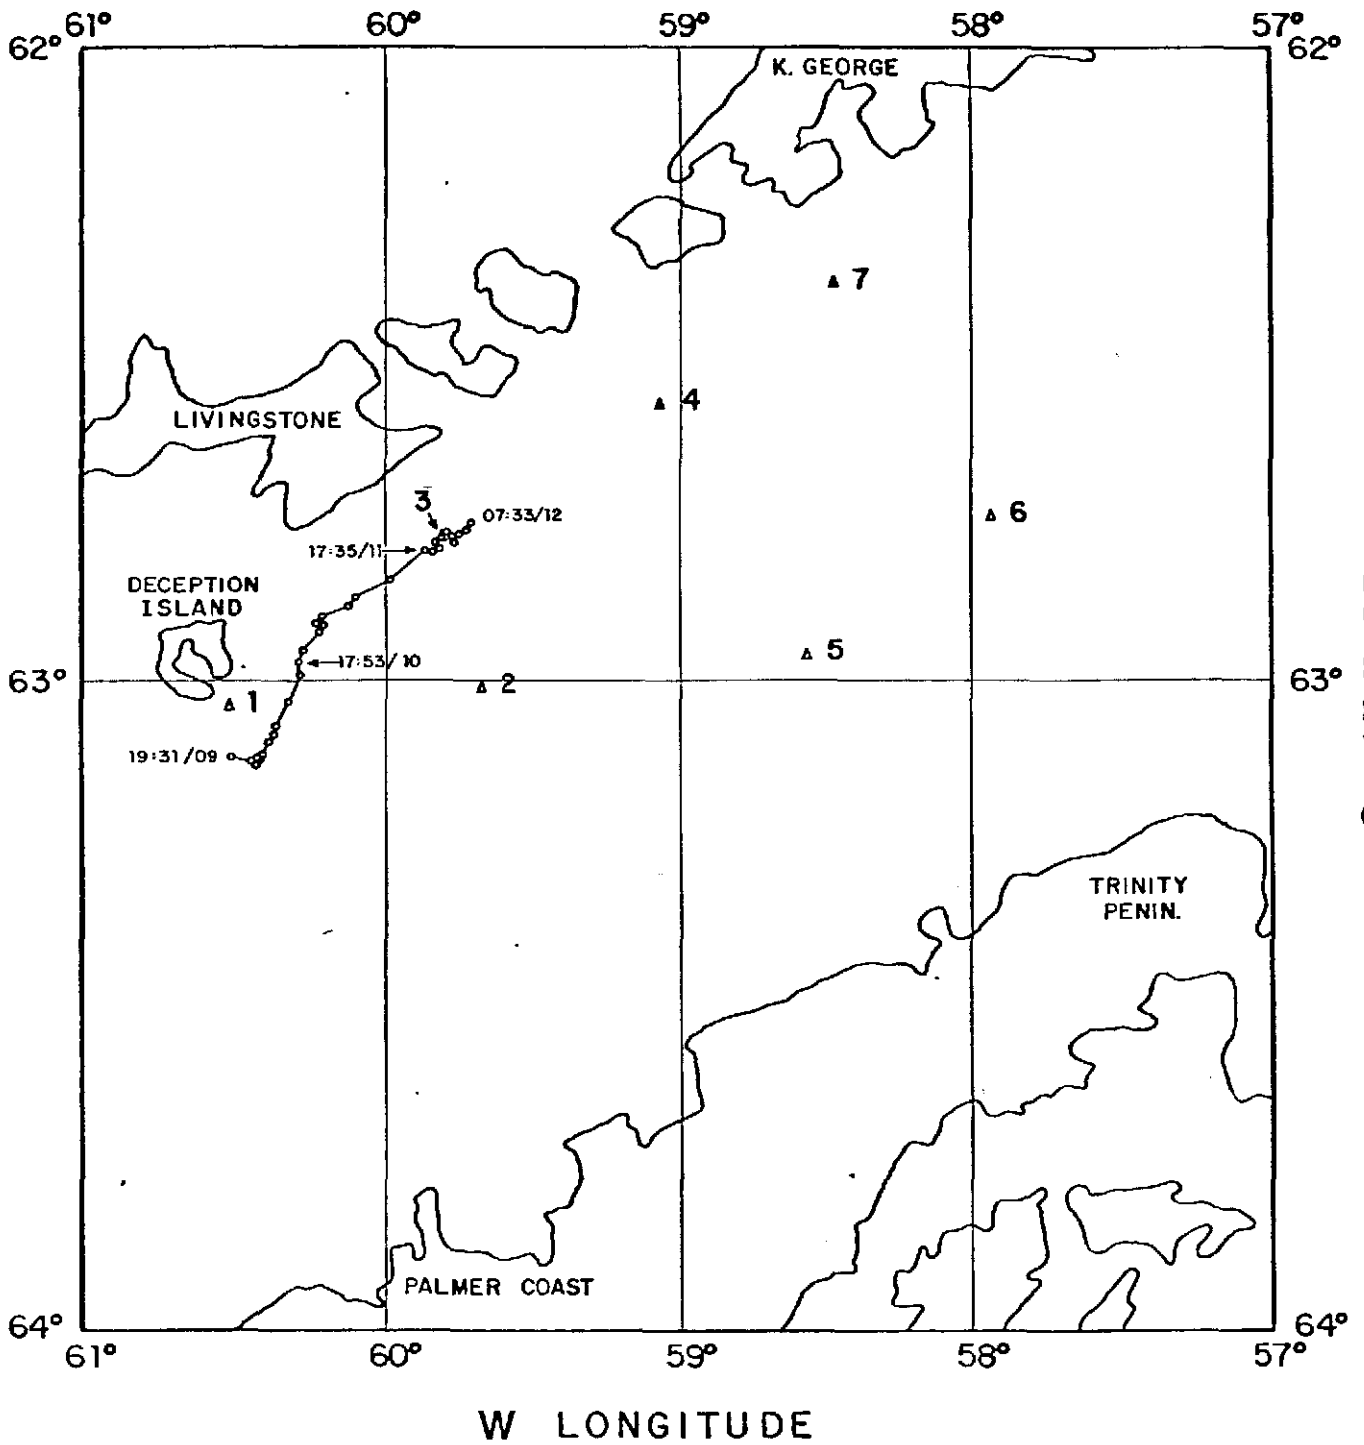 61° 60° 59° 58° 57°
62° 62°
K. GEORGE
7
4
LIVINGSTONE
3
07:33/12
6
17:35/11
DECEPTION
ISLAND
5
17:53/10
63° 63°
2
1
19:31/09
TRINITY
PENIN.
PALMER COAST
64° 64°
61° 60° 59° 58° 57°
W LONGITUDE